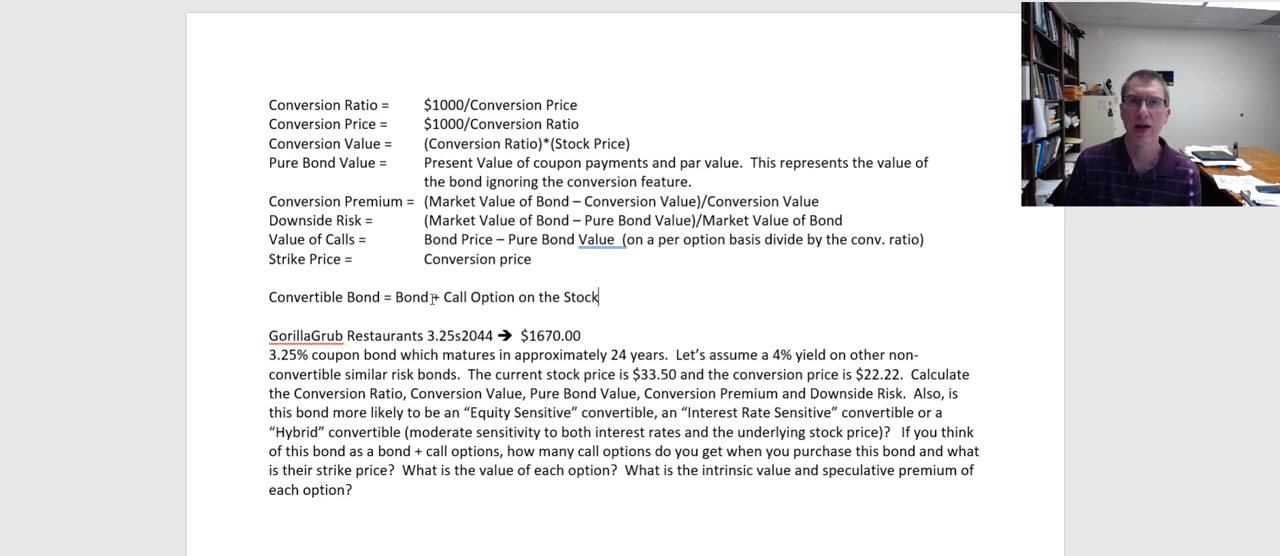 Conversion Ratio = $1000/Conversion Price
Conversion Price = $1000/Conversion Ratio
Conversion Value = (Conversion Ratio)*(Stock Price)
Pure Bond Value = Present Value of coupon payments and par value. This represents the value of
the bond ignoring the conversion feature.
Conversion Premium = (Market Value of Bond – Conversion Value)/Conversion Value
Downside Risk = (Market Value of Bond – Pure Bond Value)/Market Value of Bond
Value of Calls = Bond Price – Pure Bond Value (on a per option basis divide by the conv. ratio)
Strike Price = Conversion price
Convertible Bond = Bond + Call Option on the Stock
GorillaGrub Restaurants 3.25s2044 ➔ $1670.00
3.25% coupon bond which matures in approximately 24 years. Let's assume a 4% yield on other non-
convertible similar risk bonds. The current stock price is $33.50 and the conversion price is $22.22. Calculate
the Conversion Ratio, Conversion Value, Pure Bond Value, Conversion Premium and Downside Risk. Also, is
this bond more likely to be an “Equity Sensitive” convertible, an “Interest Rate Sensitive” convertible or a
“Hybrid” convertible (moderate sensitivity to both interest rates and the underlying stock price)? If you think
of this bond as a bond + call options, how many call options do you get when you purchase this bond and what
is their strike price? What is the value of each option? What is the intrinsic value and speculative premium of
each option?